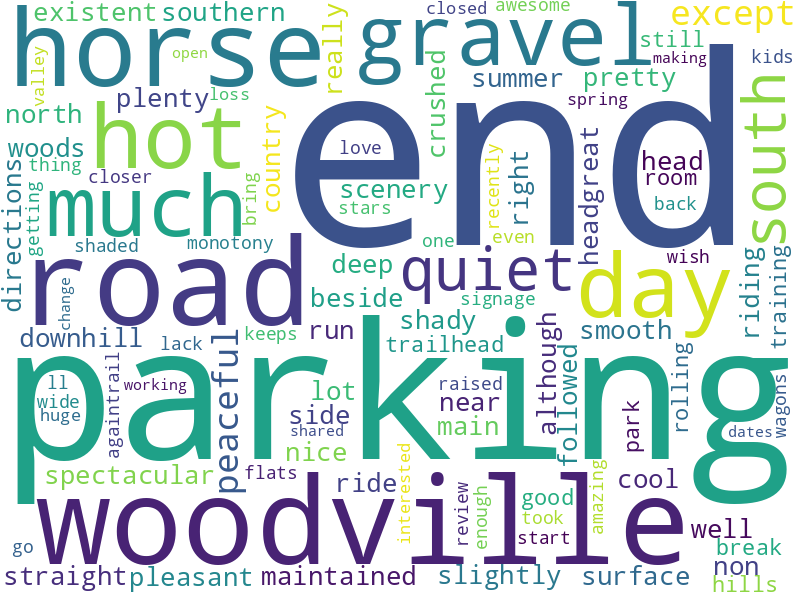 existent
southern
closed
awesome
except
horse
gravel
really
open
still
making
kids
valley
plenty
loss
summer
pretty
spring
north
hot
crushed
end
south
woods
thing
country
love
head
room
closer
much
bring
scenery
stars
right
recently
headgreat
back
directions
getting
shaded
monotony
one
even
road
change
deep
quiet
wish
day
beside
signage
riding
training
downhill
lack
keeps
run
shady
trailhead
although
smooth
parking
ll
wide
huge
againtrail
working
peaceful
lot
side
shared
raised
near
main
followed
rolling
park
dates
wagons
nice
spectacular
flats
ride
interested
review
enough
good
took
start
amazing
cool
woodville
well
go
break
straight
pleasant
maintained
slightly
surface
non
hills